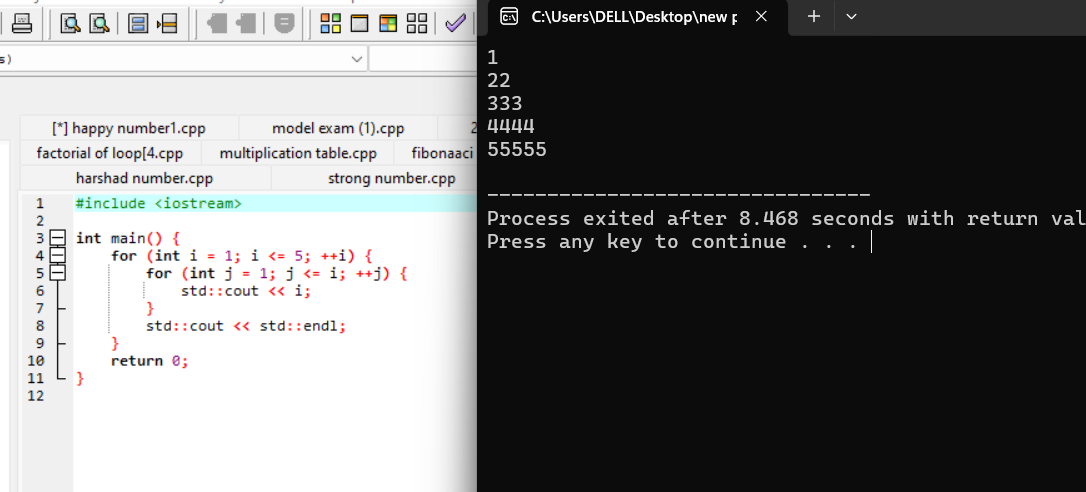 s)
[*] happy number1.cpp
model exam (1).cpp
2
factorial of loop[4.cpp
multiplication table.cpp
fibonaaci
harshad number.cpp
strong number.cpp
1 #include <iostream>
2
3 int main() {
4 for (int i = 1; i <= 5; ++i) {
5 for (int j = 1; j <= i; ++j) {
6 std::cout << i;
7 }
8 std::cout << std::endl;
9 }
10 return 0;
11 }
12
C:\Users\DELL\Desktop\new p
1
22
333
4444
55555
--------------------------------
Process exited after 8.468 seconds with return val
Press any key to continue . . .